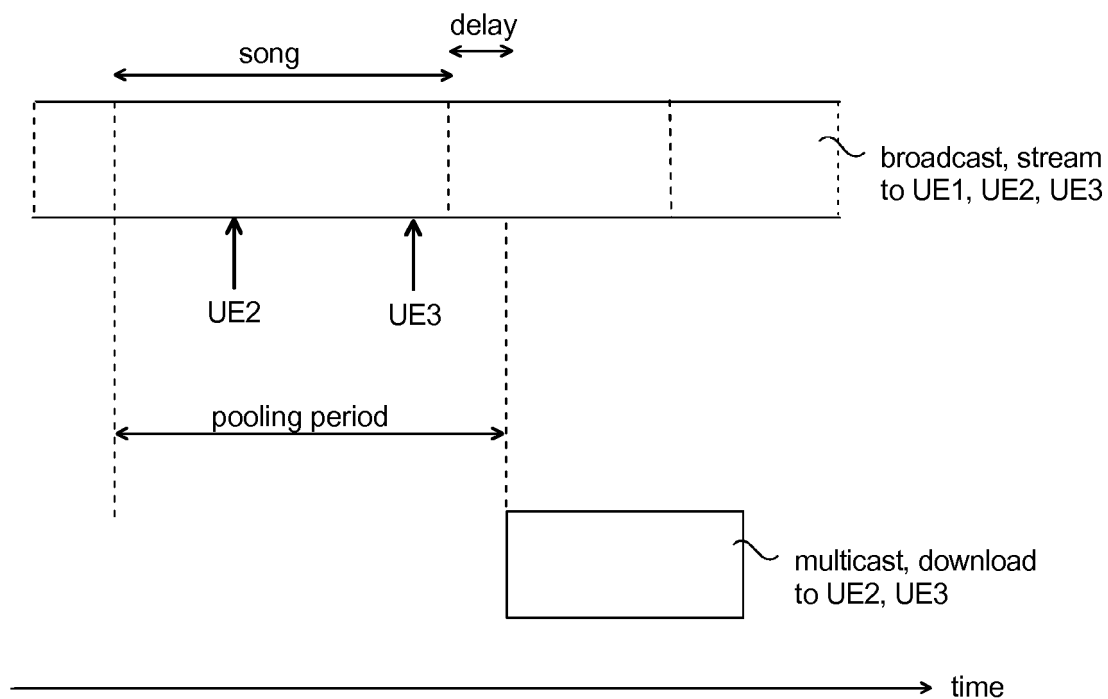 delay
song
broadcast, stream
to UE1, UE2, UE3
UE2
UE3
pooling period
multicast, download
to UE2, UE3
time